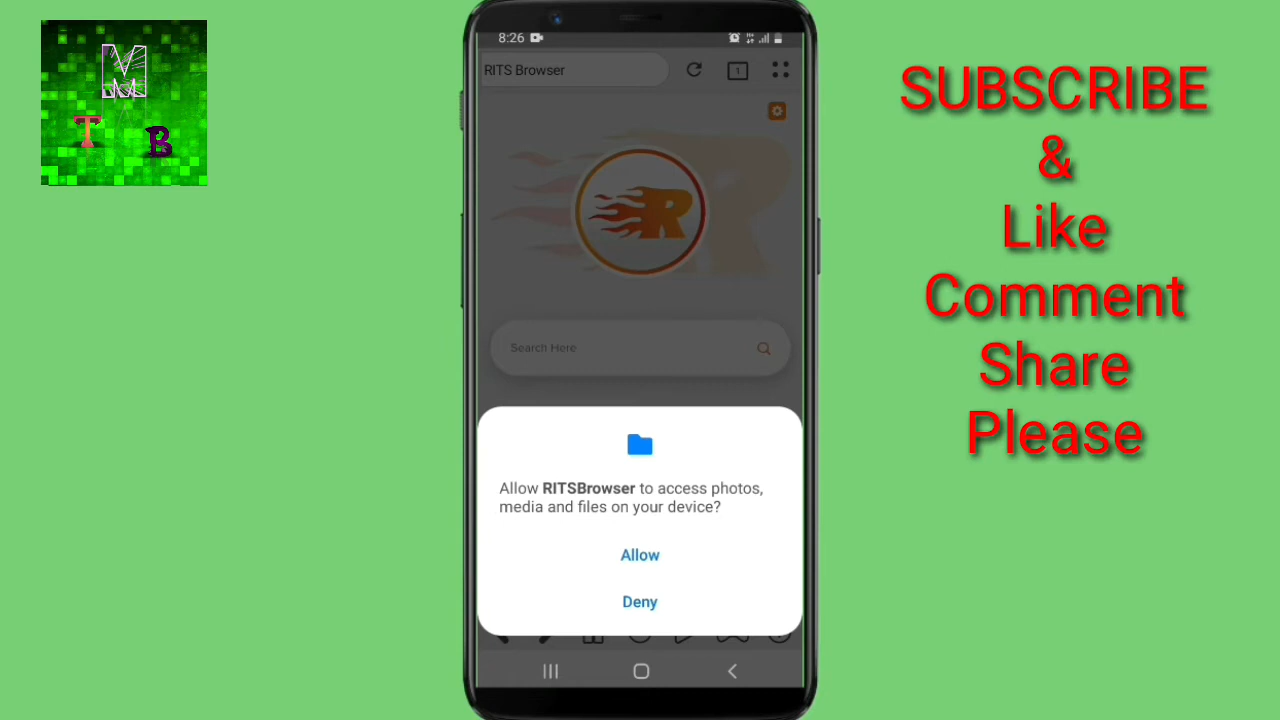 M
T B
8:26
RITS Browser
1
R
Search Here
Allow RITSBrowser to access photos,
media and files on your device?
Allow
Deny
SUBSCRIBE
&
Like
Comment
Share
Please